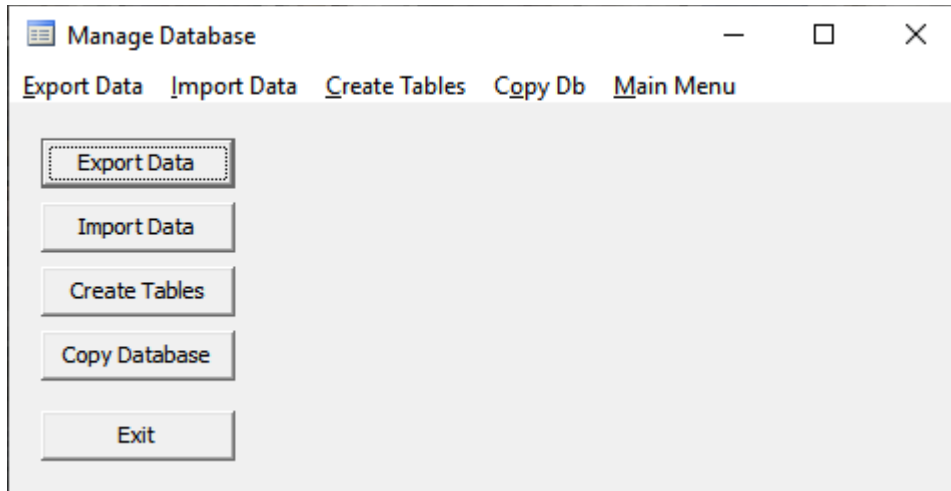 Manage Database
Export Data Import Data Create Tables Copy Db Main Menu
Export Data
Import Data
Create Tables
Copy Database
Exit